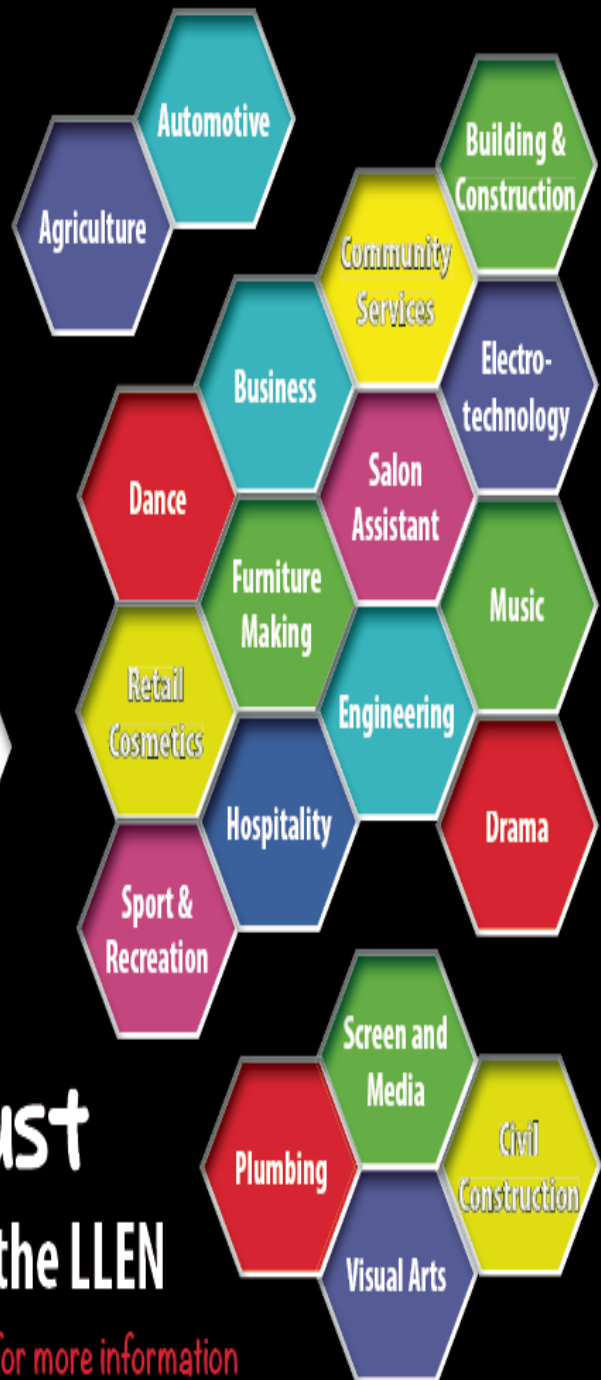 Automotive
Agriculture
Building &
Construction
Community
Services
Electro-
technology
Business
Salon
Assistant
Dance
Furniture
Making
Music
Retail
Cosmetics
Engineering
Hospitality
Drama
Sport &
Recreation
Screen and
Media
Plumbing
Civil
Construction
Visual Arts
ust
the LLEN
for more information